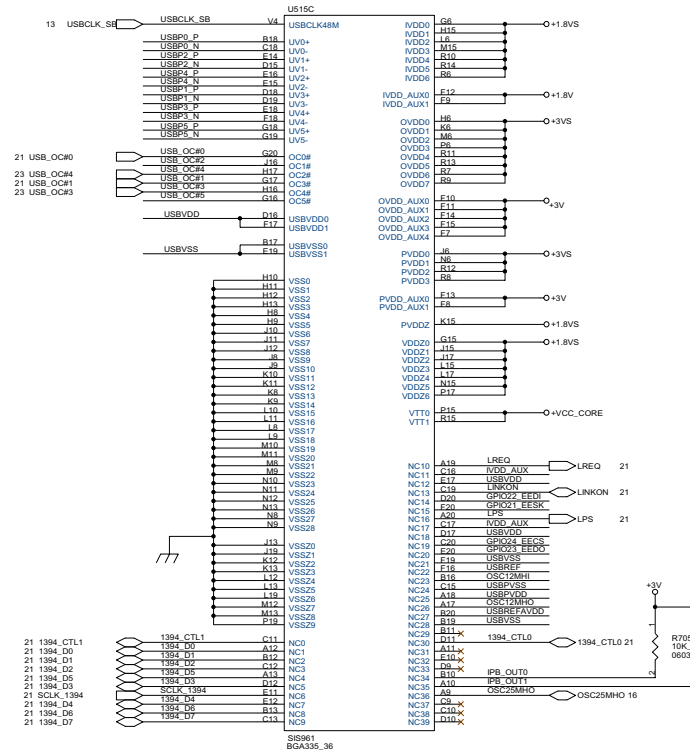 U515C
13 USBCLK_SB USBCLK_SB V4 USBCLK48M
USBP0_P B18 UV0+
USBP0_N C18 UV0-
USBP2_P E14 UV1+
USBP2_N D15 UV1-
USBP4_P E16 UV2+
USBP4_N E15 UV2-
USBP1_P D18 UV3+
USBP1_N D19 UV3-
USBP3_P E18 UV4+
USBP3_N F18 UV4-
USBP5_P G18 UV5+
USBP5_N G19 UV5-
21 USB_OC#0 USB_OC#0 G20 OC0#
USB_OC#2 J16 OC1#
23 USB_OC#4 USB_OC#4 H17 OC2#
21 USB_OC#1 USB_OC#1 G17 OC3#
23 USB_OC#3 USB_OC#3 H16 OC4#
USB_OC#5 G16 OC5#
USBVDD D16 USBVDD0
F17 USBVDD1
B17 USBVSS0
USBVSS E19 USBVSS1
H10 VSS0
H11 VSS1
H12 VSS2
H13 VSS3
H8 VSS4
H9 VSS5
J10 VSS6
J11 VSS7
J12 VSS8
J8 VSS9
J9 VSS10
K10 VSS11
K11 VSS12
K8 VSS13
K9 VSS14
L10 VSS15
L11 VSS16
L8 VSS17
L9 VSS18
M10 VSS19
M11 VSS20
M8 VSS21
M9 VSS22
N10 VSS23
N11 VSS24
N12 VSS25
N13 VSS26
N8 VSS27
N9 VSS28
J13 VSSZ0
J19 VSSZ1
K12 VSSZ2
K13 VSSZ3
L12 VSSZ4
L13 VSSZ5
L19 VSSZ6
M12 VSSZ7
M13 VSSZ8
P19 VSSZ9
21 1394_CTL1 1394_CTL1 C11 NC0
21 1394_D0 1394_D0 A12 NC1
21 1394_D1 1394_D1 B12 NC2
21 1394_D2 1394_D2 C12 NC3
21 1394_D5 1394_D5 A13 NC4
21 1394_D3 1394_D3 D12 NC5
21 SCLK_1394 SCLK_1394 E11 NC6
21 1394_D4 1394_D4 E12 NC7
21 1394_D6 1394_D6 B13 NC8
21 1394_D7 1394_D7 C13 NC9
IVDD0 G6 +1.8VS
IVDD1 H15
IVDD2 L6
IVDD3 M15
IVDD4 R10
IVDD5 R14
IVDD6 R6
IVDD_AUX0 F12 +1.8V
IVDD_AUX1 F9
OVDD0 H6 +3VS
OVDD1 K6
OVDD2 M6
OVDD3 P6
OVDD4 R11
OVDD5 R13
OVDD6 R7
OVDD7 R9
OVDD_AUX0 F10 +3V
OVDD_AUX1 F11
OVDD_AUX2 F14
OVDD_AUX3 F15
OVDD_AUX4 F7
PVDD0 J6 +3VS
PVDD1 N6
PVDD2 R12
PVDD3 R8
PVDD_AUX0 F13 +3V
PVDD_AUX1 F8
PVDDZ K15 +1.8VS
VDDZ0 G15 +1.8VS
VDDZ1 J15
VDDZ2 J17
VDDZ3 L15
VDDZ4 L17
VDDZ5 N15
VDDZ6 P17
VTT0 P15 +VCC_CORE
VTT1 R15
NC10 A19 LREQ LREQ 21
NC11 C16 IVDD_AUX
NC12 E17 USBVDD
NC13 C19 LINKON LINKON 21
NC14 D20 GPIO22_EEDI
NC15 F20 GPIO21_EESK
NC16 A20 LPS LPS 21
NC17 C17 IVDD_AUX
NC18 D17 USBVDD
NC19 C20 GPIO24_EECS
NC20 E20 GPIO23_EEDO
NC21 F19 USBVSS
NC22 F16 USBREF
NC23 B16 OSC12MHI
NC24 C15 USBPVSS
NC25 A18 USBPVDD
NC26 A17 OSC12MHO
NC27 B20 USBREFAVDD
NC28 B19 USBVSS
NC29 B11
NC30 D11 1394_CTL0 1394_CTL0 21
NC31 A11
NC32 E10
NC33 D9
NC34 B10 IPB_OUT0
NC35 A10 IPB_OUT1
NC36 A9 OSC25MHO OSC25MHO 16
NC37 C9
NC38 C10
NC39 D10
+3V
1
R705
10K_
0603
2
SIS961
BGA335_36